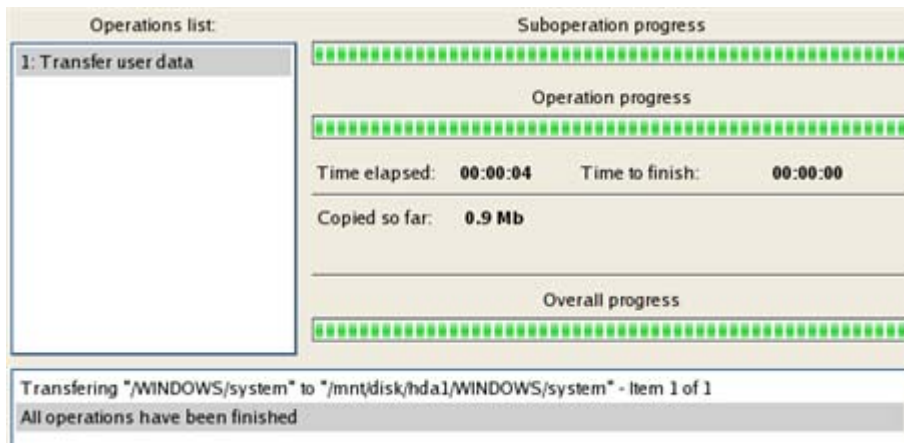 Operations list:
1: Transfer user data
Suboperation progress
Operation progress
Time elapsed: 00:00:04 Time to finish: 00:00:00
Copied so far: 0.9 Mb
Overall progress
Transfering "/WINDOWS/system" to "/mnt/disk/hda1/WINDOWS/system" - Item 1 of 1
All operations have been finished